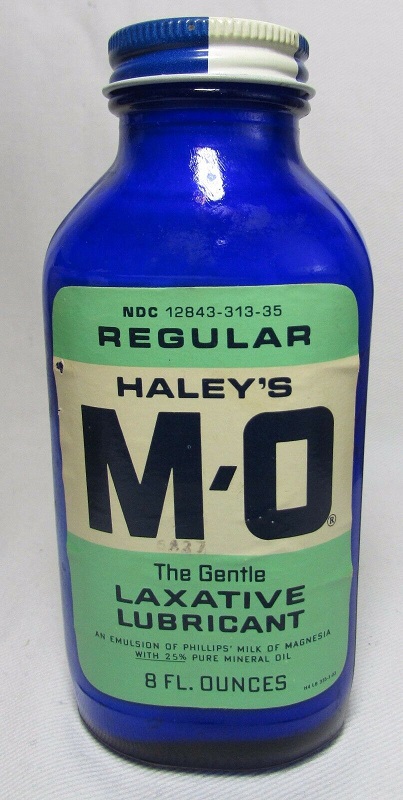 NDC 12843-313-35
REGULAR
HALEY'S
M-O®
The Gentle
LAXATIVE
LUBRICANT
AN EMULSION OF PHILLIPS' MILK OF MAGNESIA
WITH 25% PURE MINERAL OIL
8 FL. OUNCES